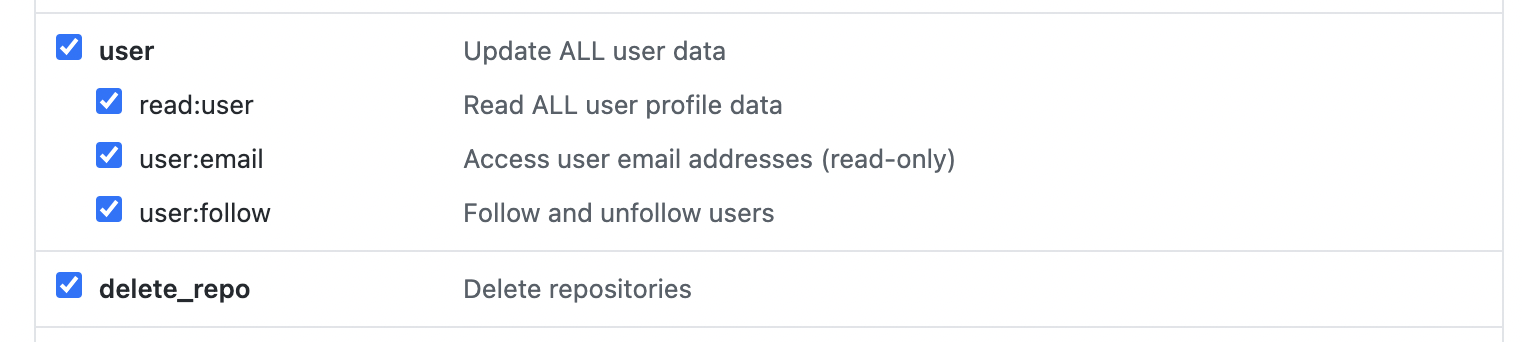 user Update ALL user data
read:user Read ALL user profile data
user:email Access user email addresses (read-only)
user:follow Follow and unfollow users
delete_repo Delete repositories